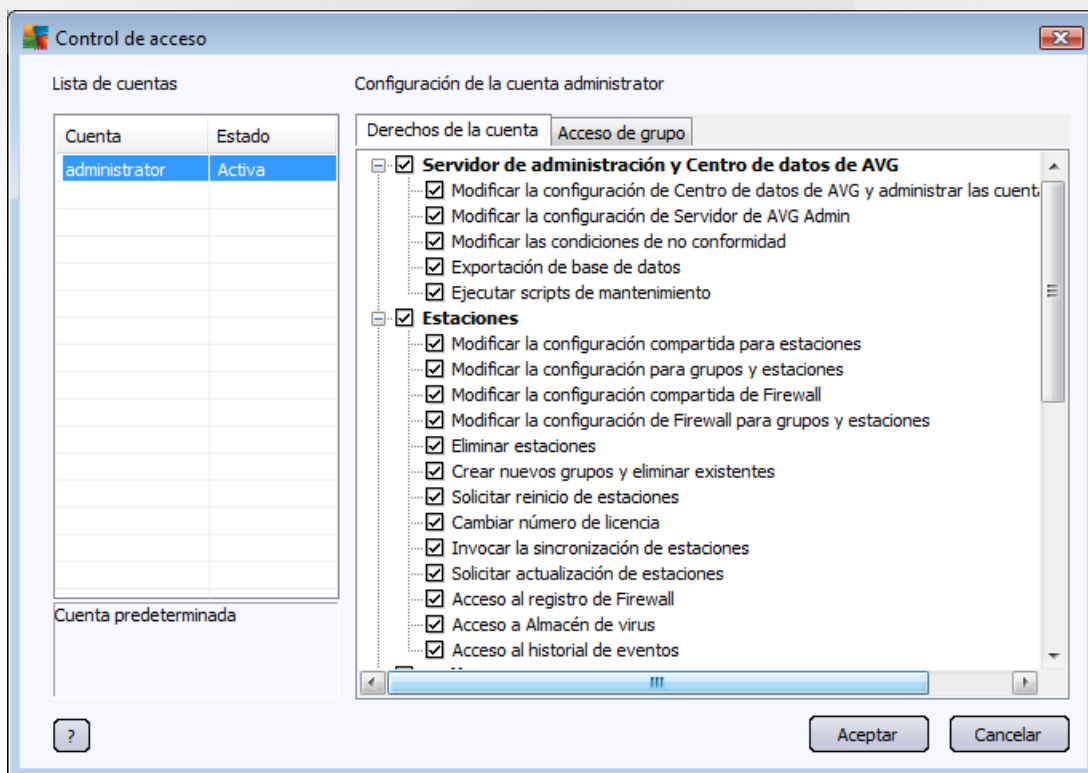 Control de acceso
Lista de cuentas
Configuración de la cuenta administrator
Cuenta
Estado
administrator
Activa
Cuenta predeterminada
Derechos de la cuenta
Acceso de grupo
Servidor de administración y Centro de datos de AVG
Modificar la configuración de Centro de datos de AVG y administrar las cuent
Modificar la configuración de Servidor de AVG Admin
Modificar las condiciones de no conformidad
Exportación de base de datos
Ejecutar scripts de mantenimiento
Estaciones
Modificar la configuración compartida para estaciones
Modificar la configuración para grupos y estaciones
Modificar la configuración compartida de Firewall
Modificar la configuración de Firewall para grupos y estaciones
Eliminar estaciones
Crear nuevos grupos y eliminar existentes
Solicitar reinicio de estaciones
Cambiar número de licencia
Invocar la sincronización de estaciones
Solicitar actualización de estaciones
Acceso al registro de Firewall
Acceso a Almacén de virus
Acceso al historial de eventos
?
Aceptar
Cancelar